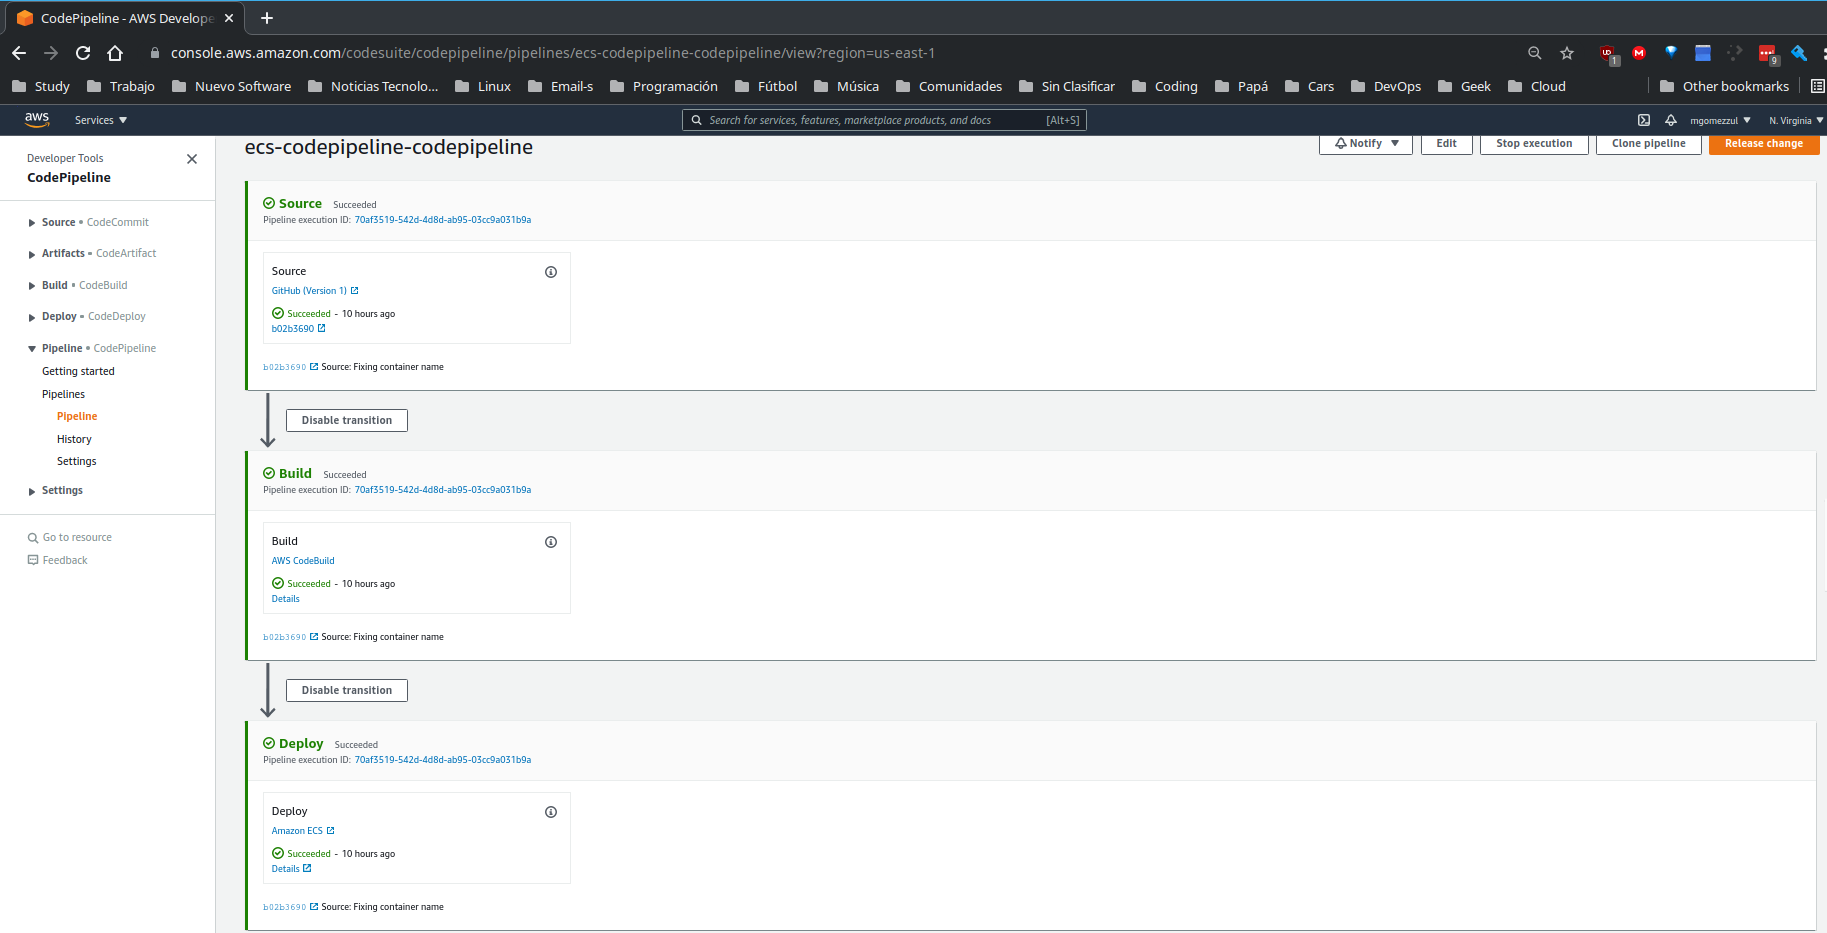 CodePipeline - AWS Develope
console.aws.amazon.com/codesuite/codepipeline/pipelines/ecs-codepipeline-codepipeline/view?region=us-east-1
1
9
Study Trabajo Nuevo Software Noticias Tecnolo... Linux Email-s Programación Fútbol Música Comunidades Sin Clasificar Coding Papá Cars DevOps Geek Cloud Other bookmarks
aws Services Search for services, features, marketplace products, and docs [Alt+S] mgomezzul N. Virginia
Developer Tools
CodePipeline
Source • CodeCommit
Artifacts • CodeArtifact
Build • CodeBuild
Deploy • CodeDeploy
Pipeline • CodePipeline
Getting started
Pipelines
Pipeline
History
Settings
Settings
Go to resource
Feedback
ecs-codepipeline-codepipeline
Notify Edit Stop execution Clone pipeline Release change
Source Succeeded
Pipeline execution ID: 70af3519-542d-4d8d-ab95-03cc9a031b9a
Source
GitHub (Version 1)
Succeeded - 10 hours ago
b02b3690
b02b3690 Source: Fixing container name
Disable transition
Build Succeeded
Pipeline execution ID: 70af3519-542d-4d8d-ab95-03cc9a031b9a
Build
AWS CodeBuild
Succeeded - 10 hours ago
Details
b02b3690 Source: Fixing container name
Disable transition
Deploy Succeeded
Pipeline execution ID: 70af3519-542d-4d8d-ab95-03cc9a031b9a
Deploy
Amazon ECS
Succeeded - 10 hours ago
Details
b02b3690 Source: Fixing container name